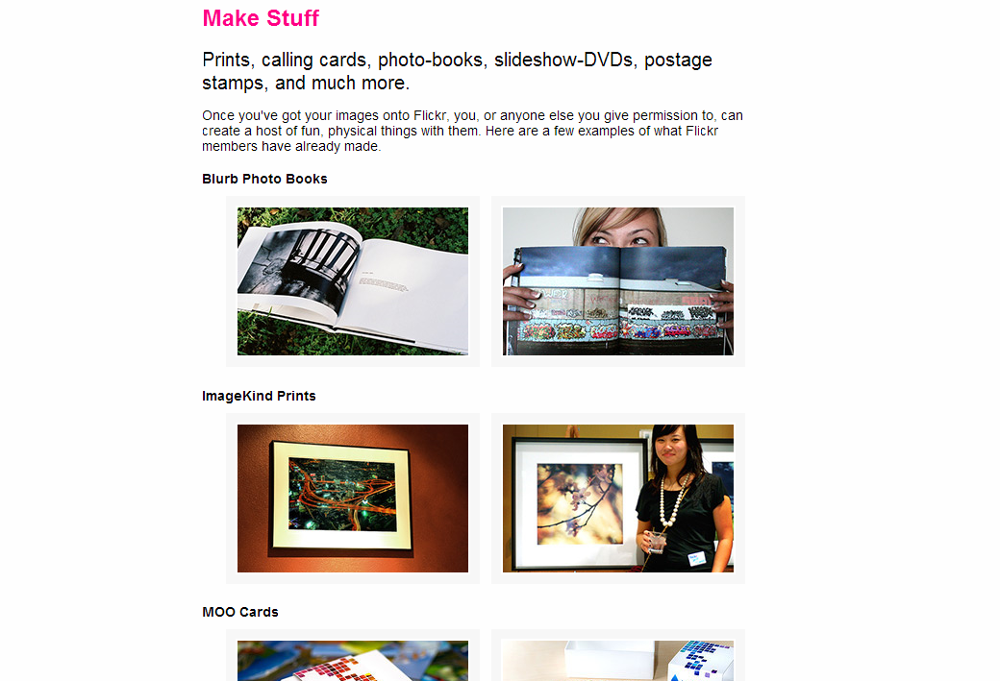 Make Stuff
Prints, calling cards, photo-books, slideshow-DVDs, postage
stamps, and much more.
Once you've got your images onto Flickr, you, or anyone else you give permission to, can
create a host of fun, physical things with them. Here are a few examples of what Flickr
members have already made.
Blurb Photo Books
ImageKind Prints
MOO Cards